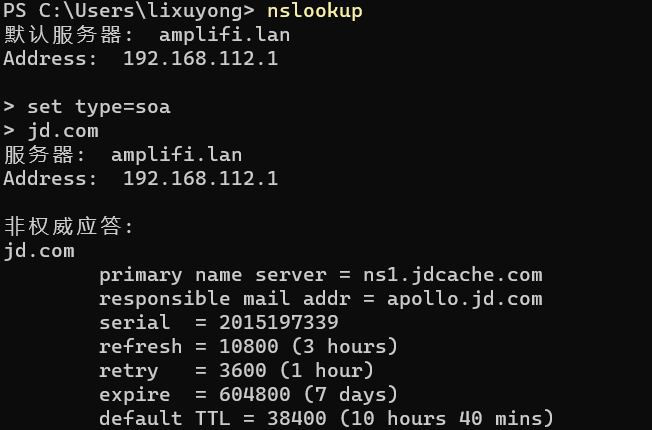 PS C:\Users\lixuyong> nslookup
默认服务器:  amplifi.lan
Address:  192.168.112.1

> set type=soa
> jd.com
服务器:  amplifi.lan
Address:  192.168.112.1

非权威应答:
jd.com
        primary name server = ns1.jdcache.com
        responsible mail addr = apollo.jd.com
        serial  = 2015197339
        refresh = 10800 (3 hours)
        retry   = 3600 (1 hour)
        expire  = 604800 (7 days)
        default TTL = 38400 (10 hours 40 mins)